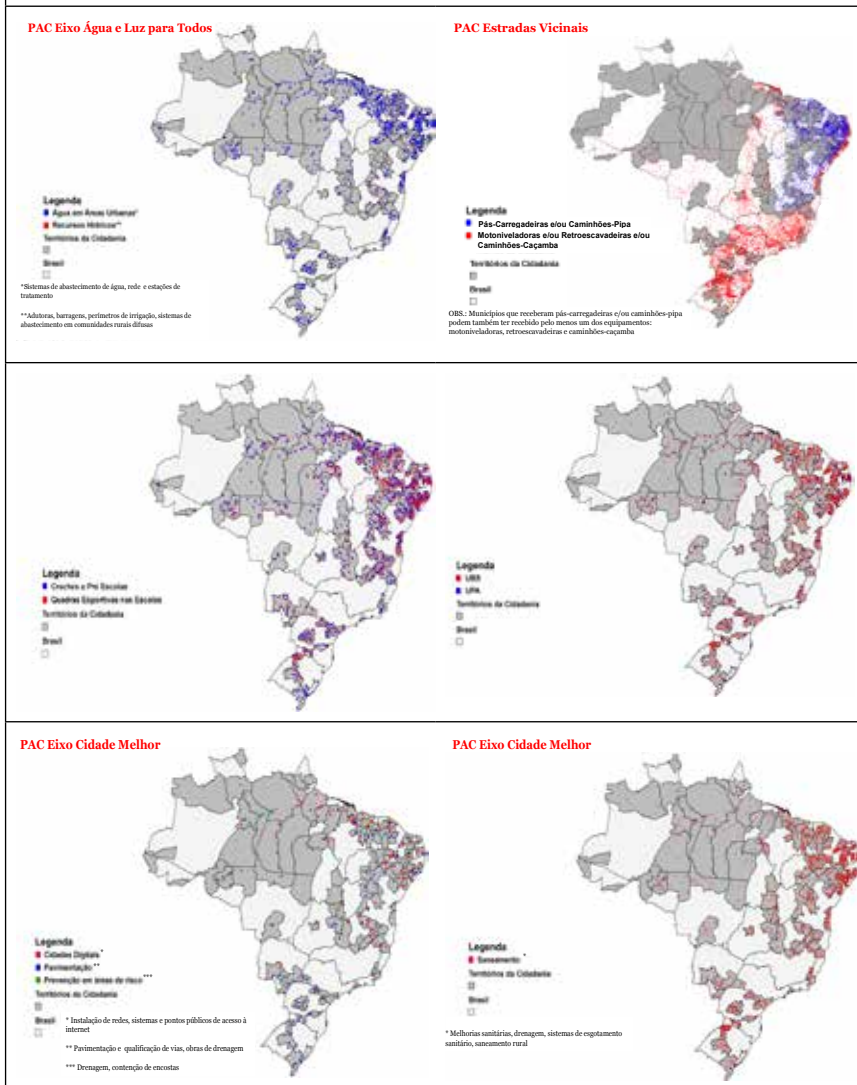 PAC Eixo Água e Luz para Todos
Legenda
Água em Áreas Urbanas*
Recursos Hídricos**
Territórios da Cidadania
Brasil
*Sistemas de abastecimento de água, rede e estações de
tratamento
**Adutoras, barragens, perímetros de irrigação, sistemas de
abastecimento em comunidades rurais difusas
PAC Estradas Vicinais
Legenda
Pás-Carregadeiras e/ou Caminhões-Pipa
Motoniveladoras e/ou Retroescavadeiras e/ou
Caminhões-Caçamba
Territórios da Cidadania
Brasil
OBS.: Municípios que receberam pás-carregadeiras e/ou caminhões-pipa
podem também ter recebido pelo menos um dos equipamentos:
motoniveladoras, retroescavadeiras e caminhões-caçamba
Legenda
Creches e Pré Escolas
Quadras Esportivas nas Escolas
Territórios da Cidadania
Brasil
Legenda
UBS
UPA
Territórios da Cidadania
Brasil
PAC Eixo Cidade Melhor
Legenda
Cidades Digitais *
Pavimentação **
Prevenção em áreas de risco ***
Territórios da Cidadania
Brasil
* Instalação de redes, sistemas e pontos públicos de acesso à
internet
** Pavimentação e qualificação de vias, obras de drenagem
*** Drenagem, contenção de encostas
PAC Eixo Cidade Melhor
Legenda
Saneamento *
Territórios da Cidadania
Brasil
* Melhorias sanitárias, drenagem, sistemas de esgotamento
sanitário, saneamento rural